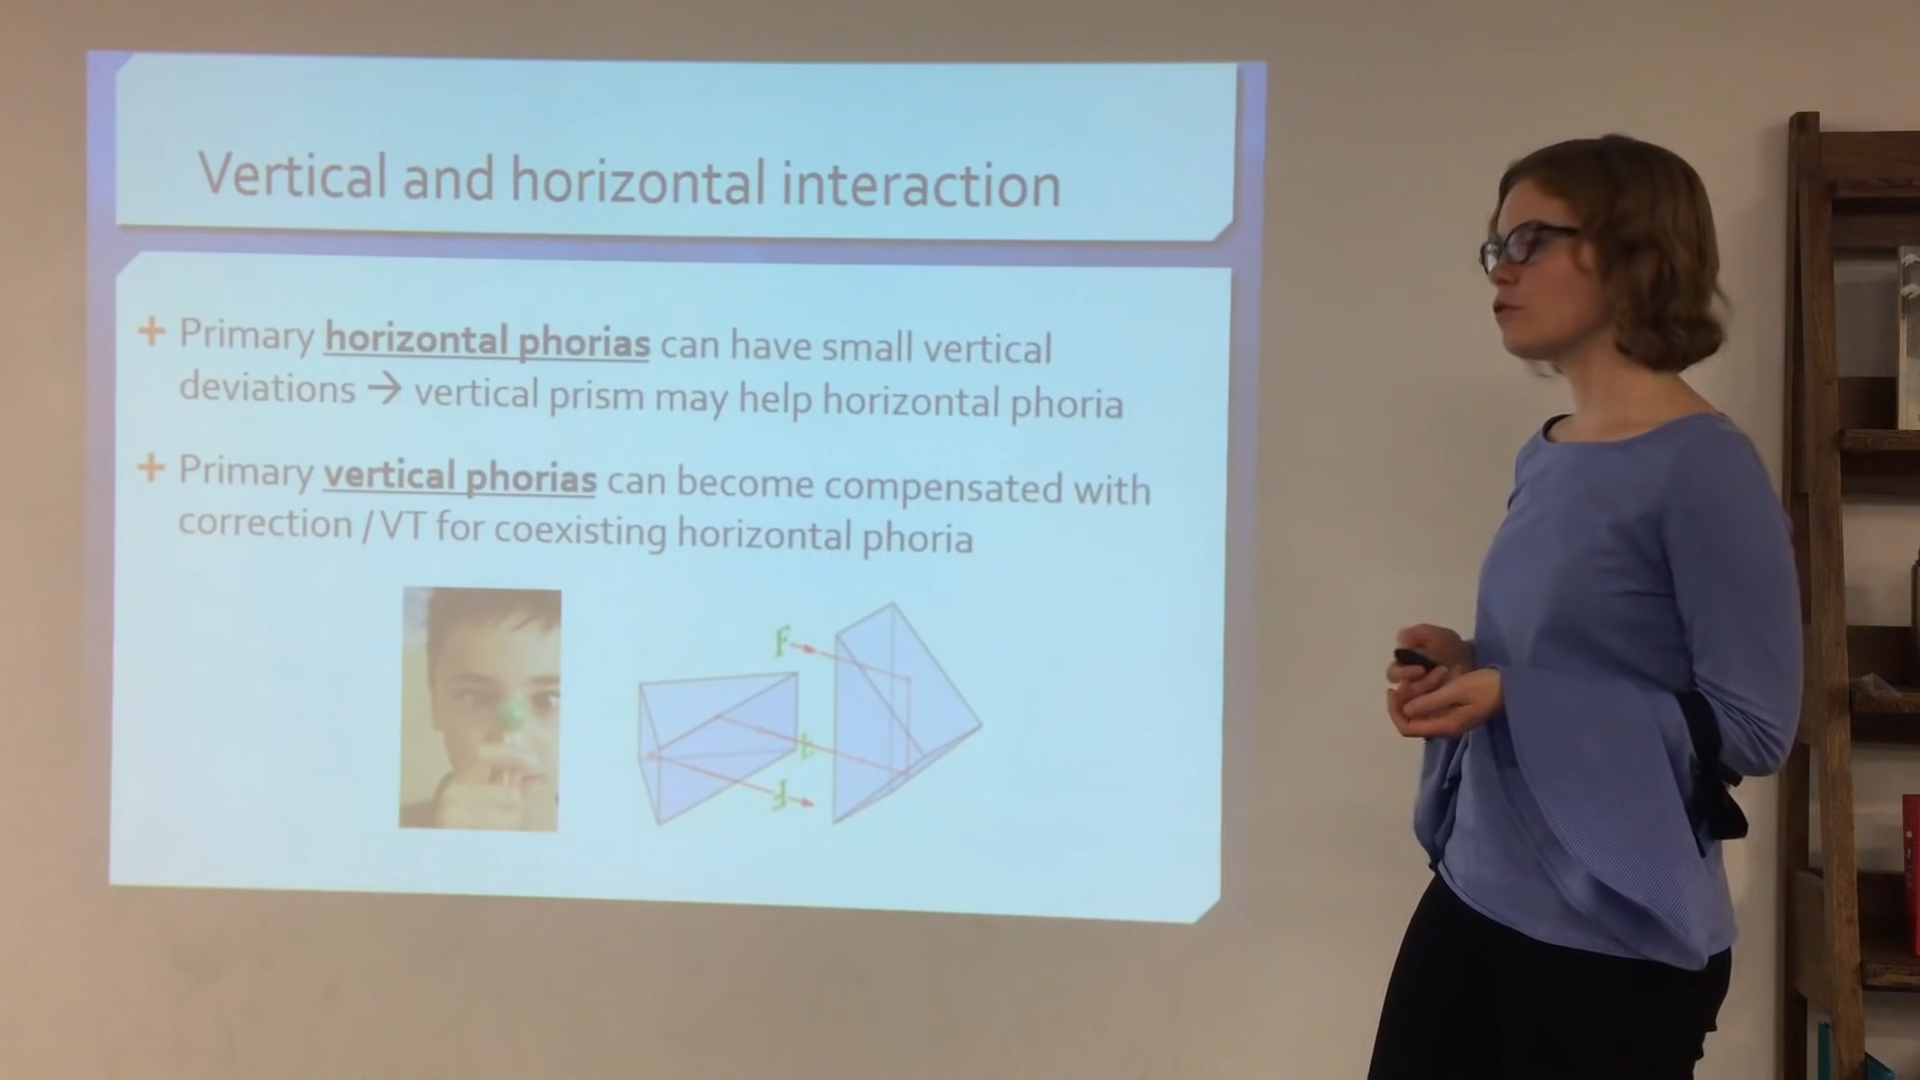 Vertical and horizontal interaction
+ Primary horizontal phorias can have small vertical
deviations → vertical prism may help horizontal phoria
+ Primary vertical phorias can become compensated with
correction / VT for coexisting horizontal phoria
F